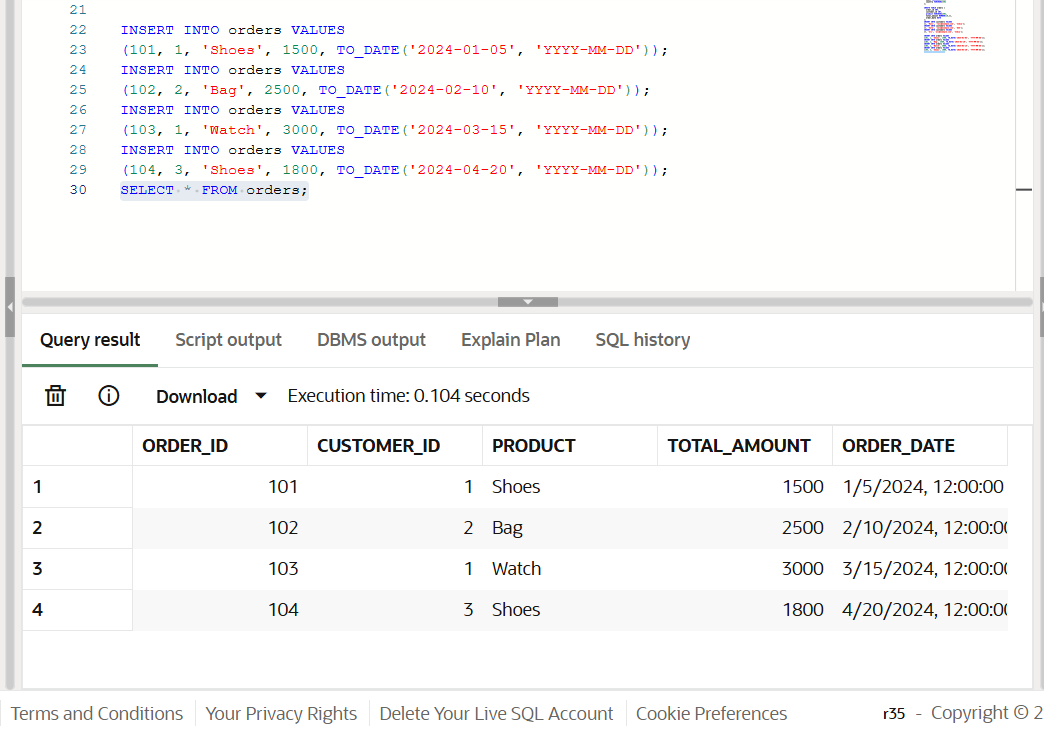 21
22 INSERT INTO orders VALUES
23 (101, 1, 'Shoes', 1500, TO_DATE('2024-01-05', 'YYYY-MM-DD'));
24 INSERT INTO orders VALUES
25 (102, 2, 'Bag', 2500, TO_DATE('2024-02-10', 'YYYY-MM-DD'));
26 INSERT INTO orders VALUES
27 (103, 1, 'Watch', 3000, TO_DATE('2024-03-15', 'YYYY-MM-DD'));
28 INSERT INTO orders VALUES
29 (104, 3, 'Shoes', 1800, TO_DATE('2024-04-20', 'YYYY-MM-DD'));
30 SELECT * FROM orders;
Query result Script output DBMS output Explain Plan SQL history
Download Execution time: 0.104 seconds
ORDER_ID CUSTOMER_ID PRODUCT TOTAL_AMOUNT ORDER_DATE
1 101 1 Shoes 1500 1/5/2024, 12:00:00
2 102 2 Bag 2500 2/10/2024, 12:00:00
3 103 1 Watch 3000 3/15/2024, 12:00:00
4 104 3 Shoes 1800 4/20/2024, 12:00:00
Terms and Conditions Your Privacy Rights Delete Your Live SQL Account Cookie Preferences r35 - Copyright © 2